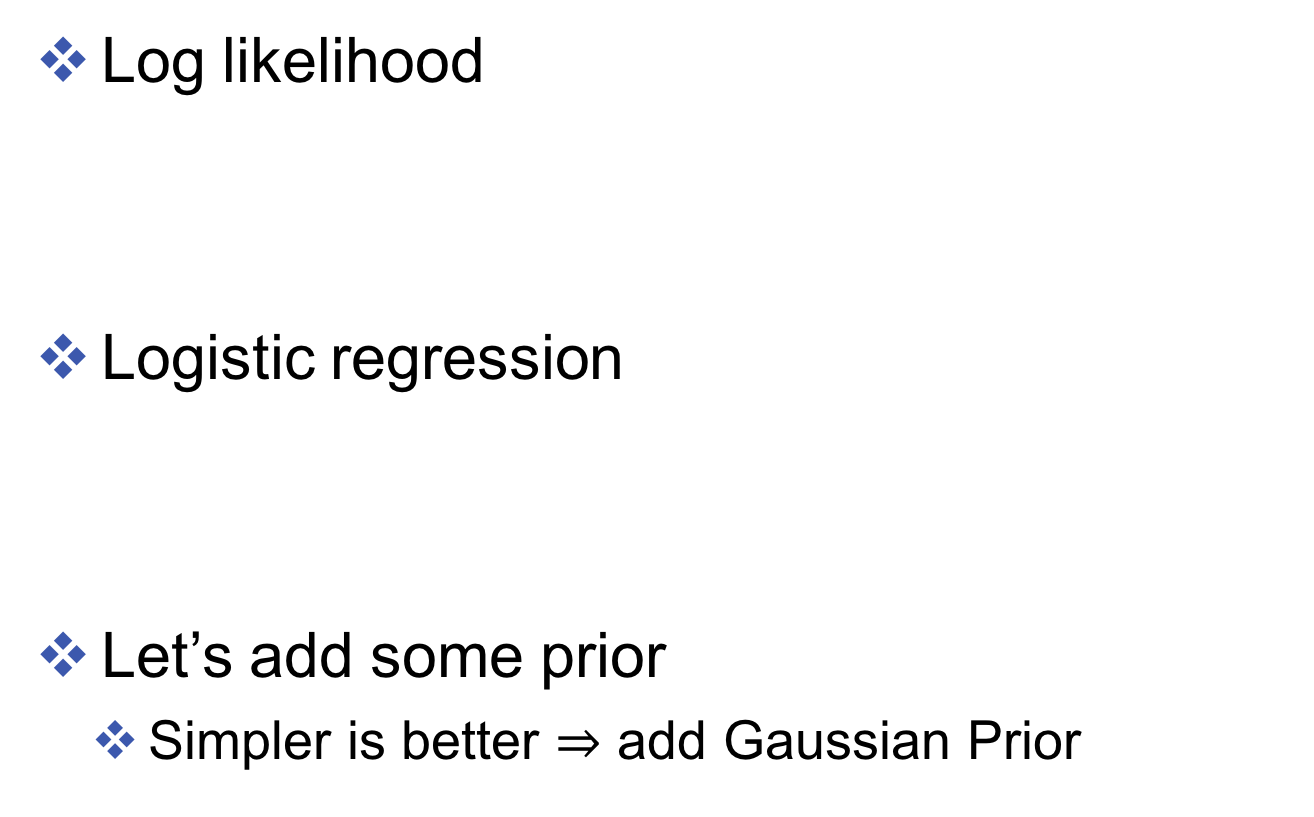 ❖ Log likelihood
❖ Logistic regression
❖ Let’s add some prior
❖ Simpler is better ⇒ add Gaussian Prior